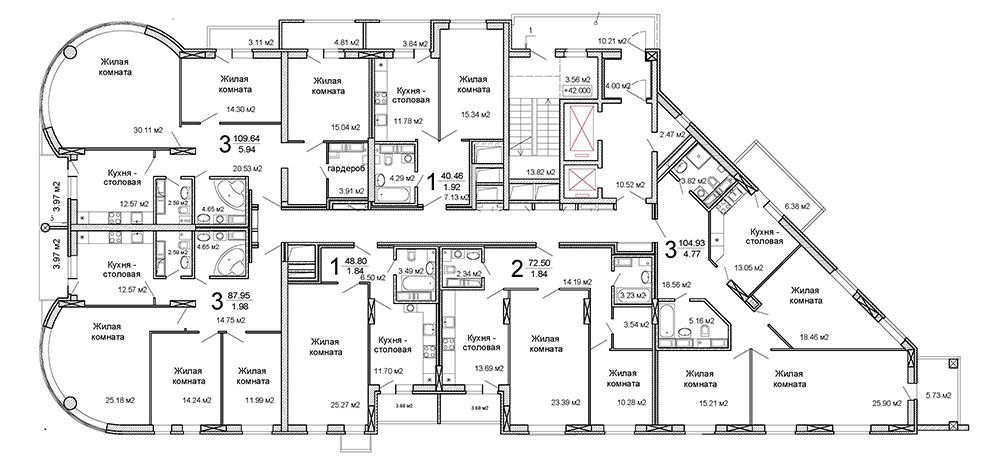 3.11 м2
4.81 м2
3.84 м2
1
10.21 м2
Жилая
комната
30.11 м2
Жилая
комната
14.30 м2
Жилая
комната
15.04 м2
Кухня -
столовая
11.78 м2
Жилая
комната
15.34 м2
3.56 м2
+42.000
4.00 м2
2.47 м2
13.82 м2
10.52 м2
3 109.64
5.94
20.53 м2
гардероб
3.91 м2
4.29 м2
1 40.46
1.92
7.13 м2
3.97 м2
Кухня -
столовая
12.57 м2
2.59 м2
4.65 м2
3.82 м2
6.38 м2
3 104.93
4.77
Кухня -
столовая
13.05 м2
18.56 м2
3.97 м2
12.57 м2
Кухня -
столовая
2.59 м2
4.65 м2
3 87.95
1.98
14.75 м2
1 48.80
1.84
6.50 м2
3.49 м2
2.34 м2
2 72.50
1.84
14.19 м2
3.23 м2
3.54 м2
5.16 м2
Жилая
комната
18.46 м2
Жилая
комната
25.18 м2
Жилая
комната
14.24 м2
Жилая
комната
11.99 м2
Жилая
комната
25.27 м2
Кухня -
столовая
11.70 м2
3.68 м2
Кухня -
столовая
13.69 м2
3.68 м2
Жилая
комната
23.39 м2
Жилая
комната
10.28 м2
Жилая
комната
15.21 м2
Жилая
комната
25.90 м2
5.73 м2